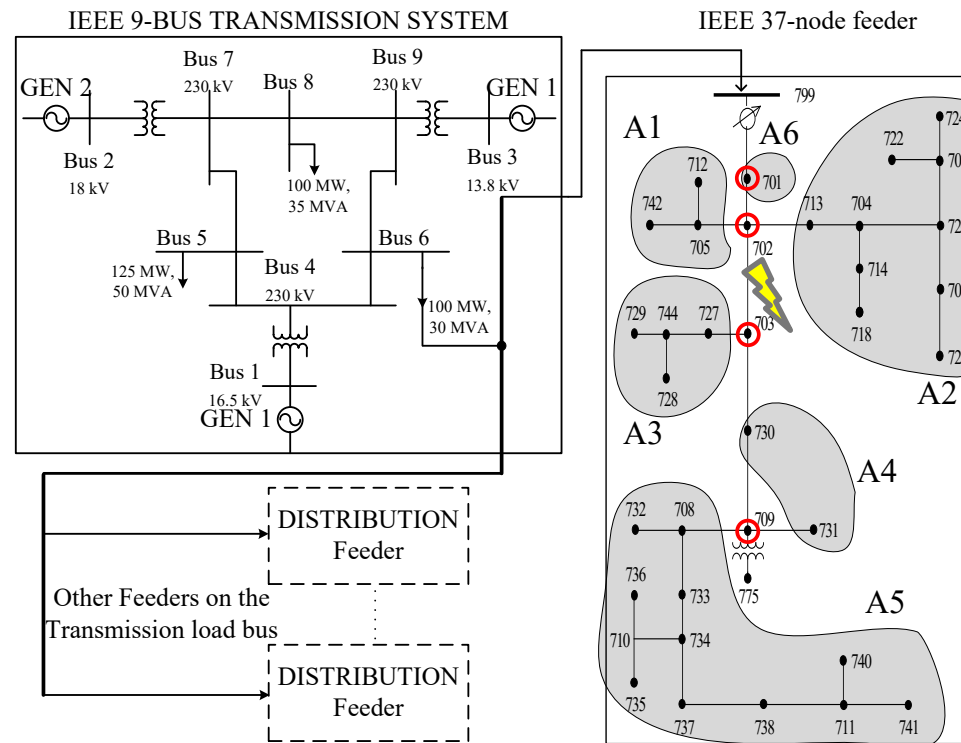 IEEE 9-BUS TRANSMISSION SYSTEM
IEEE 37-node feeder
Bus 7
230 kV
Bus 8
Bus 9
230 kV
GEN 2
GEN 1
Bus 2
18 kV
Bus 3
13.8 kV
100 MW,
35 MVA
Bus 5
125 MW,
50 MVA
Bus 4
230 kV
Bus 6
100 MW,
30 MVA
Bus 1
16.5 kV
GEN 1
DISTRIBUTION
Feeder
Other Feeders on the
Transmission load bus
DISTRIBUTION
Feeder
799
A1
A6
724
722
712
701
742
705
702
713
704
714
718
A2
729
744
727
703
728
A3
730
A4
732
708
709
731
775
736
733
A5
710
734
740
735
737
738
711
741